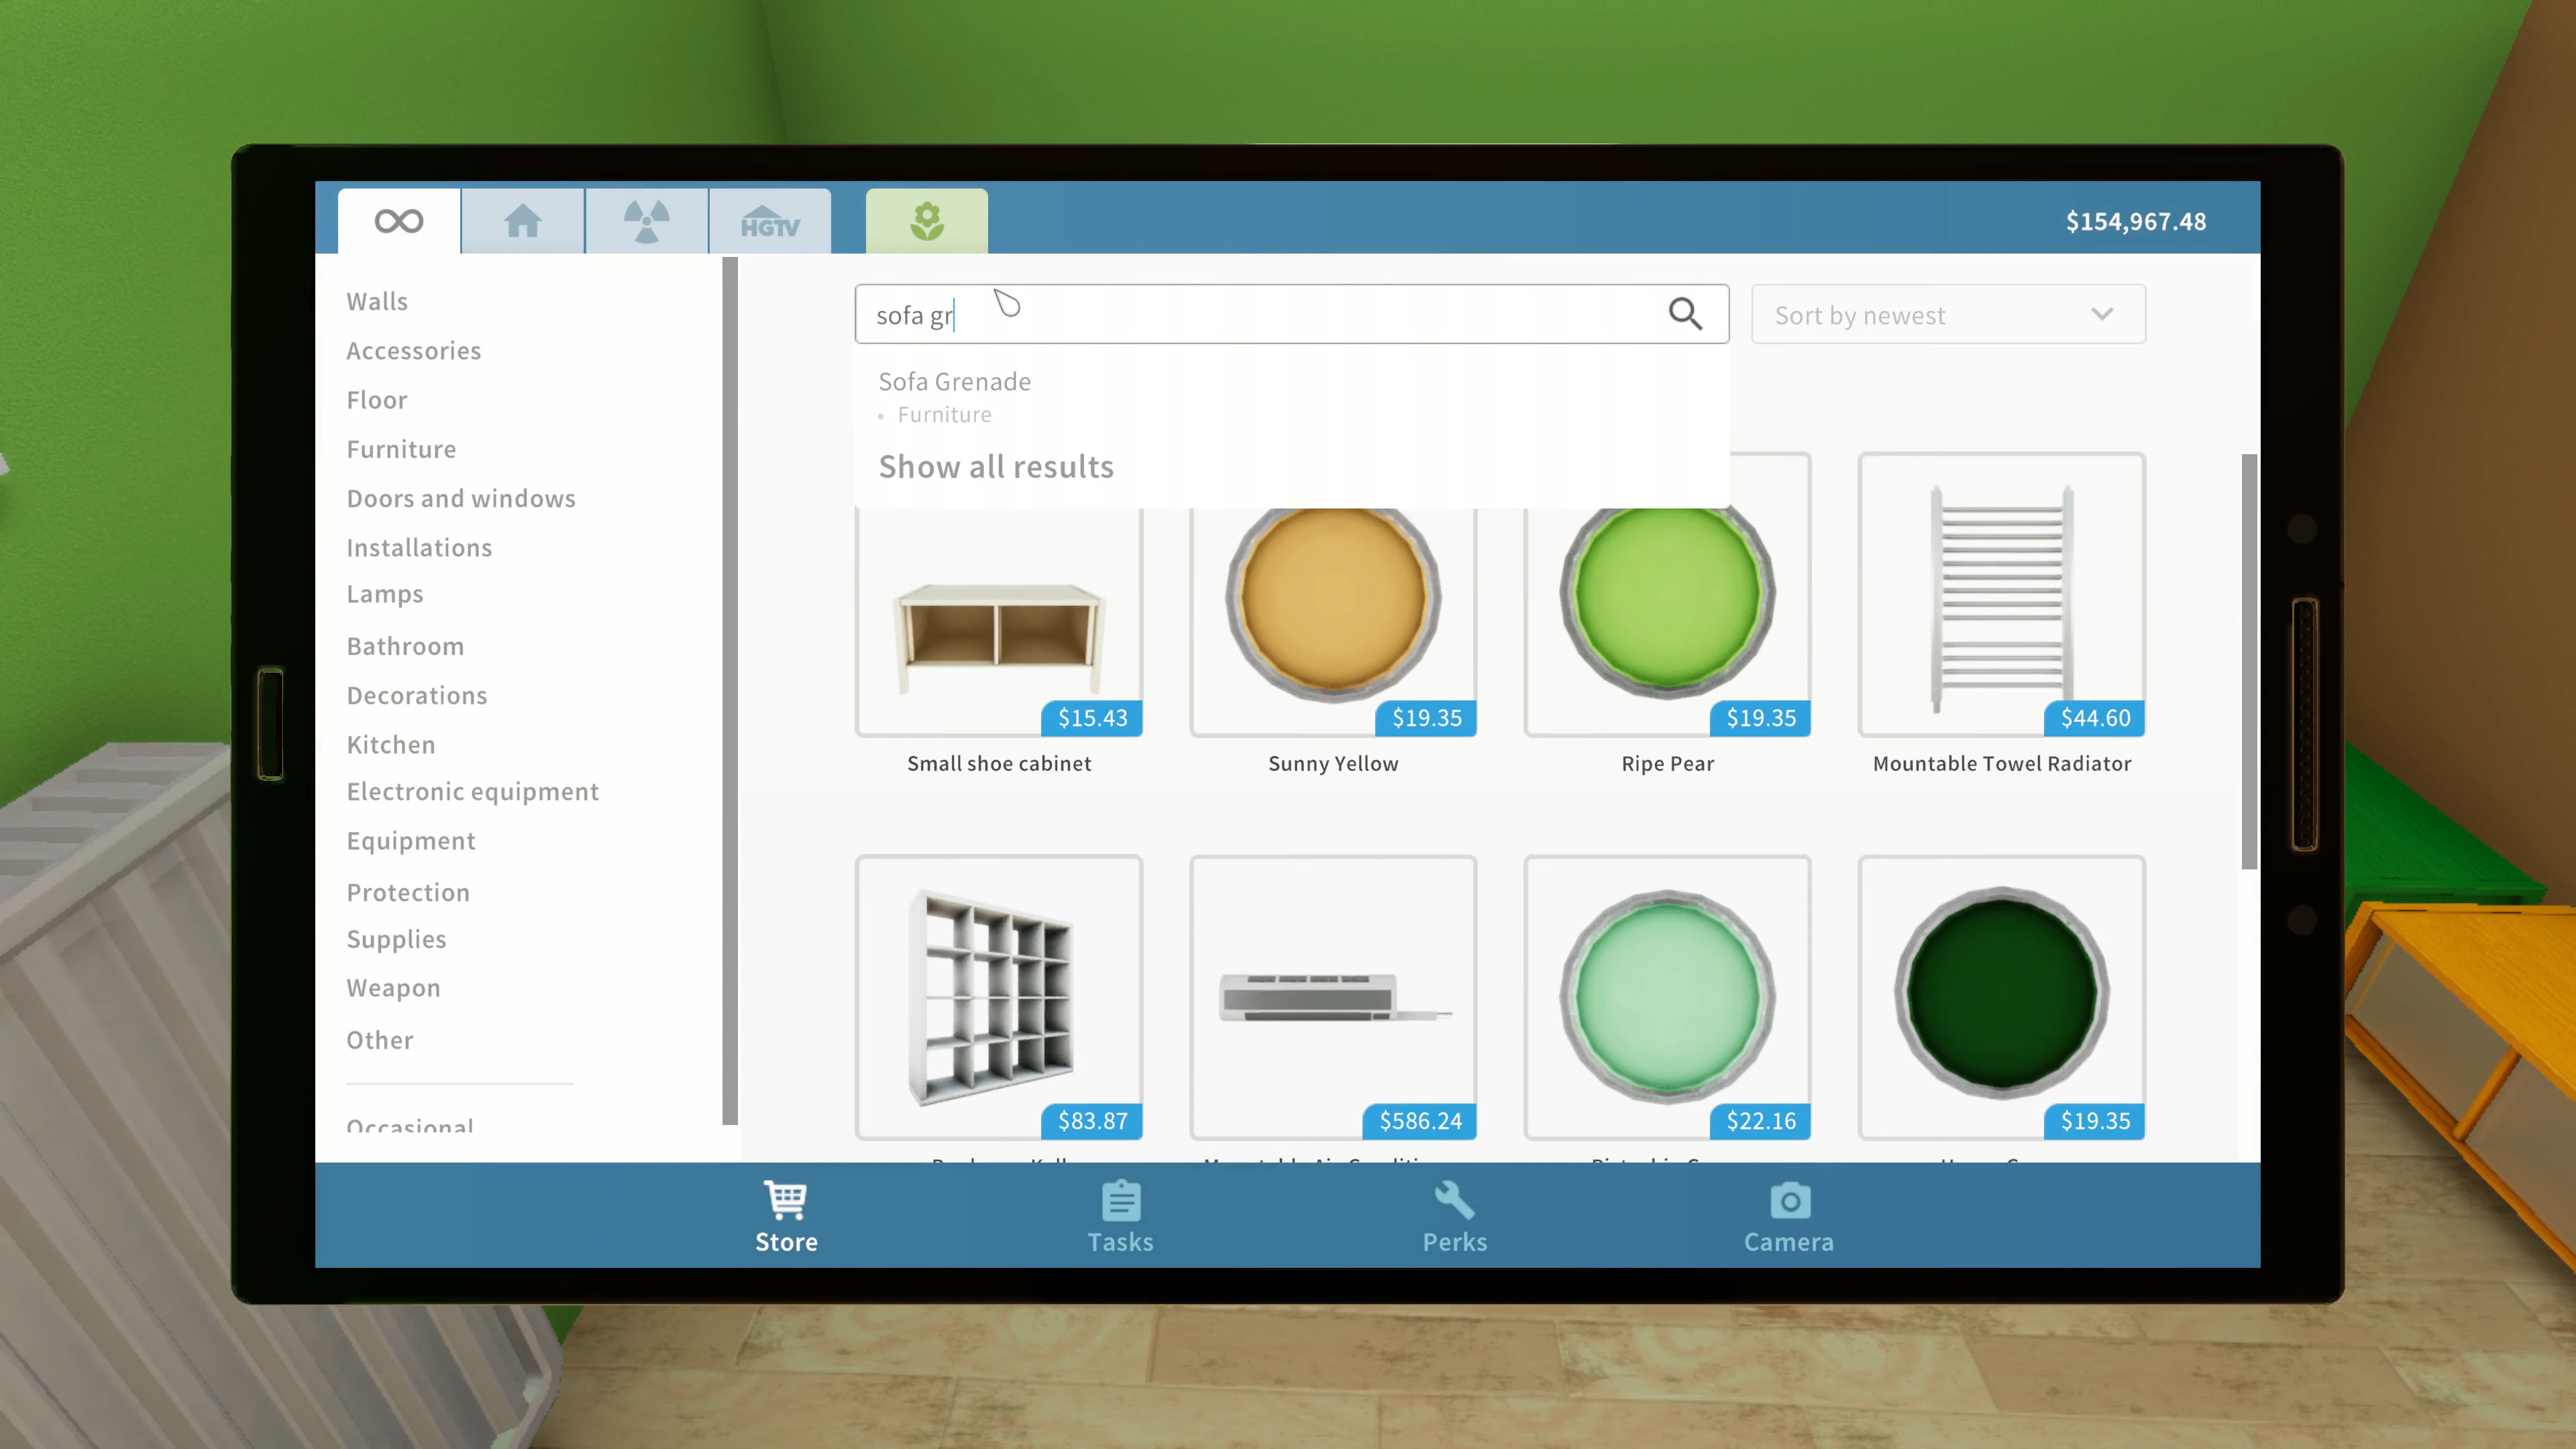 HGTV
$154,967.48
Walls
Accessories
Floor
Furniture
Doors and windows
Installations
Lamps
Bathroom
Decorations
Kitchen
Electronic equipment
Equipment
Protection
Supplies
Weapon
Other
Occasional
sofa gr
Sort by newest
Sofa Grenade
• Furniture
Show all results
$15.43
$19.35
$19.35
$44.60
Small shoe cabinet
Sunny Yellow
Ripe Pear
Mountable Towel Radiator
$83.87
$586.24
$22.16
$19.35
Store
Tasks
Perks
Camera